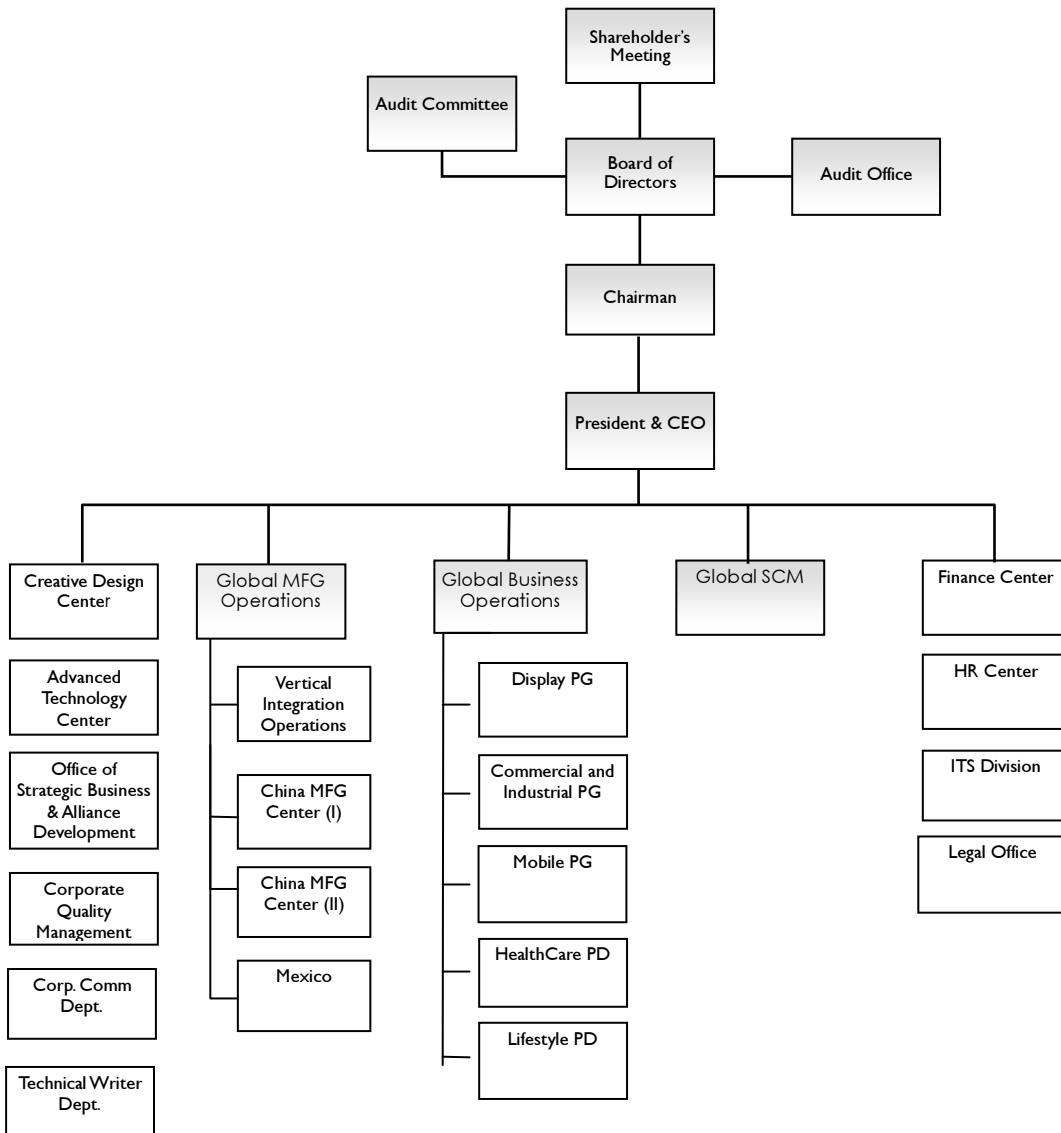 Shareholder's
Meeting
Audit Committee
Board of
Directors
Audit Office
Chairman
President & CEO
Creative Design
Center
Advanced
Technology
Center
Office of
Strategic Business
& Alliance
Development
Corporate
Quality
Management
Corp. Comm
Dept.
Technical Writer
Dept.
Global MFG
Operations
Vertical
Integration
Operations
China MFG
Center (I)
China MFG
Center (II)
Mexico
Global Business
Operations
Display PG
Commercial and
Industrial PG
Mobile PG
HealthCare PD
Lifestyle PD
Global SCM
Finance Center
HR Center
ITS Division
Legal Office